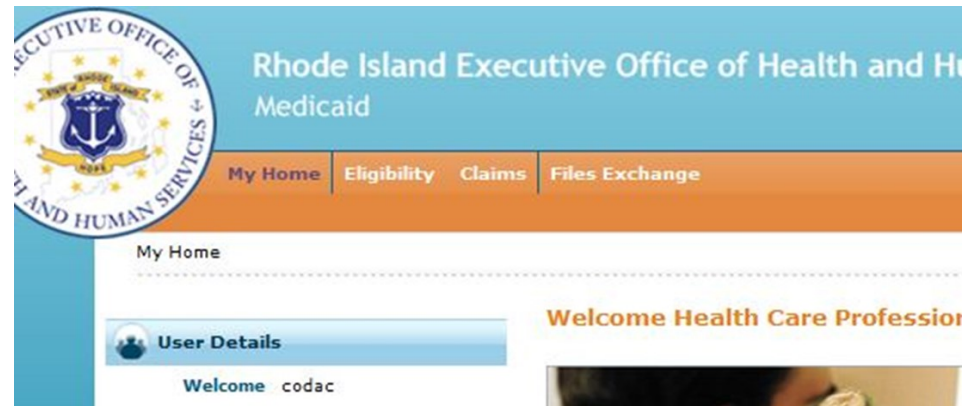 EXECUTIVE OFFICE OF
HEALTH AND HUMAN SERVICES
STATE of RHODE ISLAND
HOPE
Rhode Island Executive Office of Health and Hu
Medicaid
My Home Eligibility Claims Files Exchange
My Home
Welcome Health Care Profession
User Details
Welcome codac